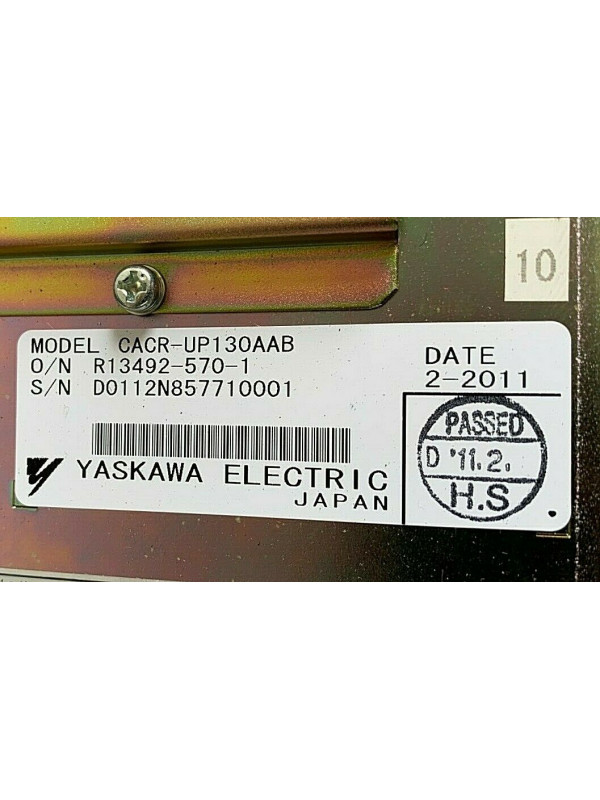 10
MODEL CACR-UP130AAB
O/N R13492-570-1
S/N D0112N857710001
DATE
2-2011
PASSED
D '11.2.
H.S
YASKAWA ELECTRIC
JAPAN